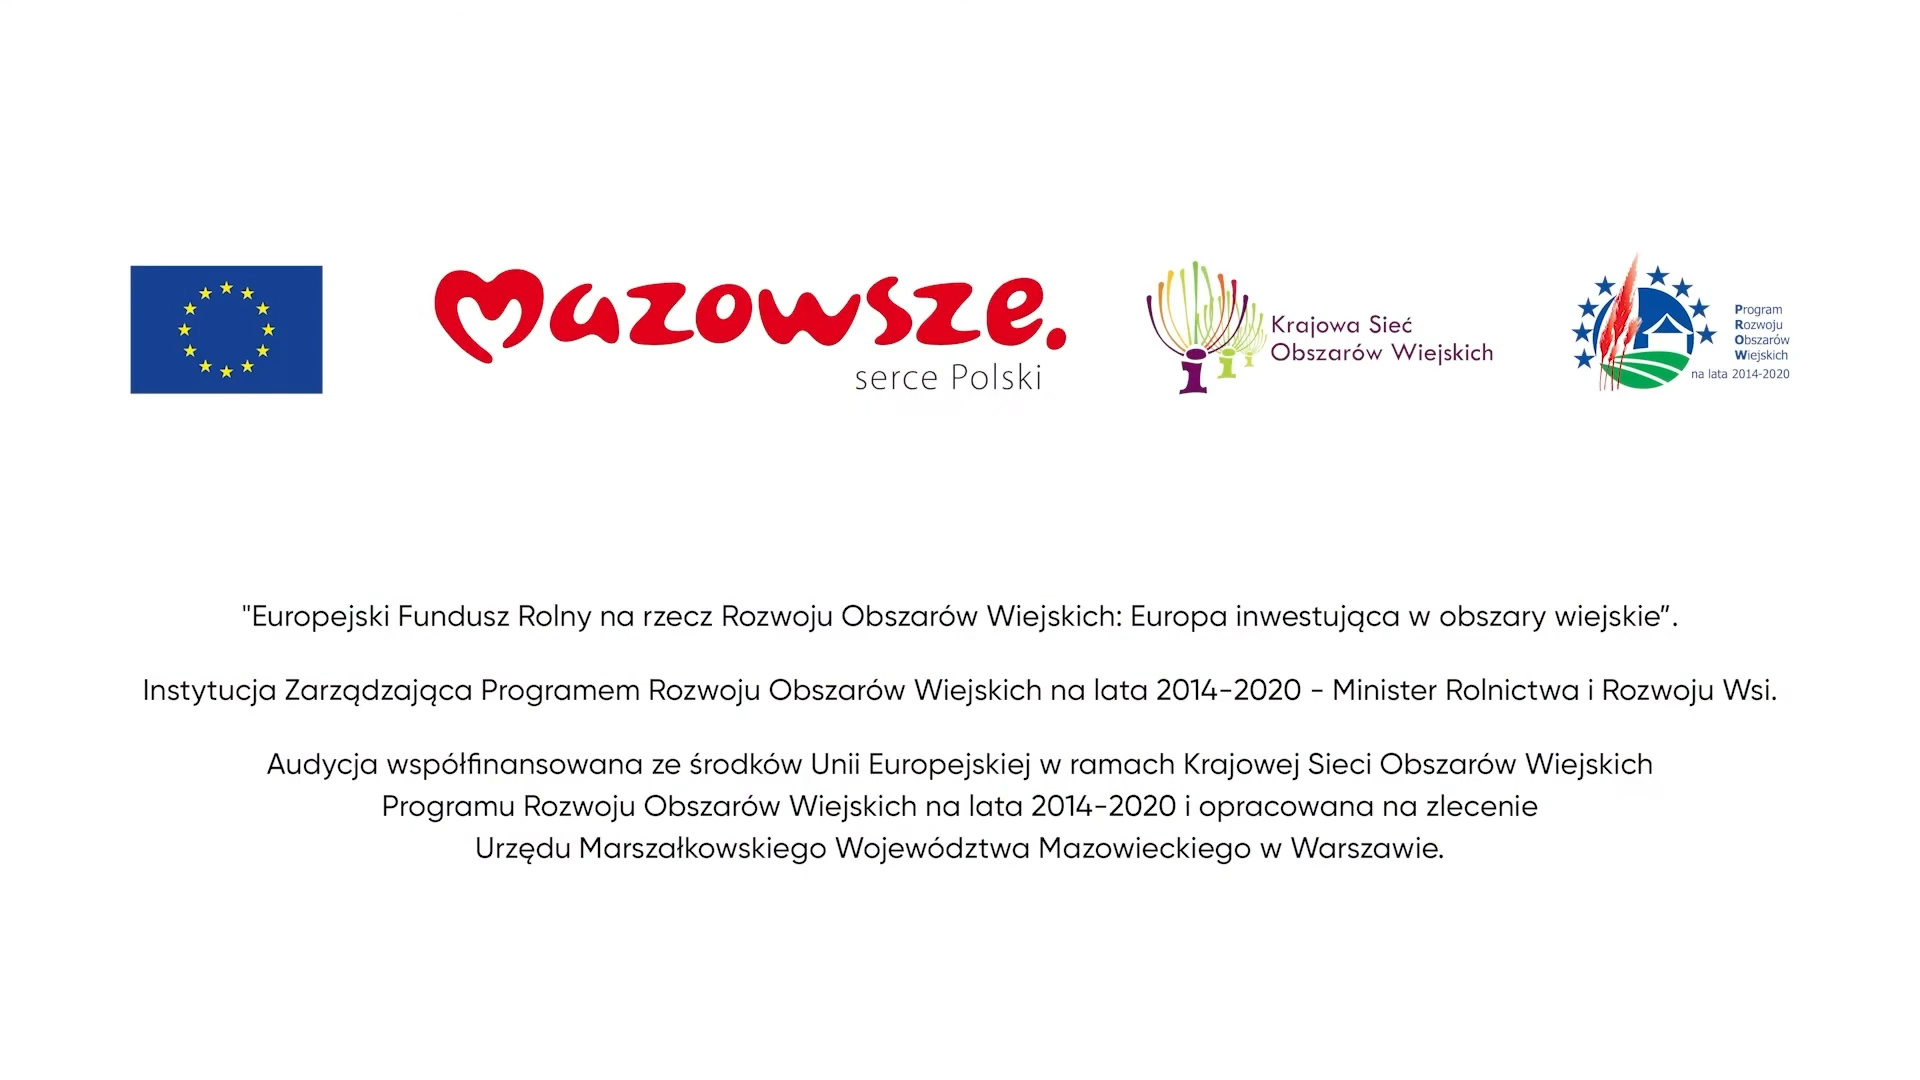 Mazowsze.
serce Polski
Krajowa Sieć
Obszarów Wiejskich
Program
Rozwoju
Obszarów
Wiejskich
na lata 2014-2020
"Europejski Fundusz Rolny na rzecz Rozwoju Obszarów Wiejskich: Europa inwestująca w obszary wiejskie”.
Instytucja Zarządzająca Programem Rozwoju Obszarów Wiejskich na lata 2014-2020 - Minister Rolnictwa i Rozwoju Wsi.
Audycja współfinansowana ze środków Unii Europejskiej w ramach Krajowej Sieci Obszarów Wiejskich
Programu Rozwoju Obszarów Wiejskich na lata 2014-2020 i opracowana na zlecenie
Urzędu Marszałkowskiego Województwa Mazowieckiego w Warszawie.